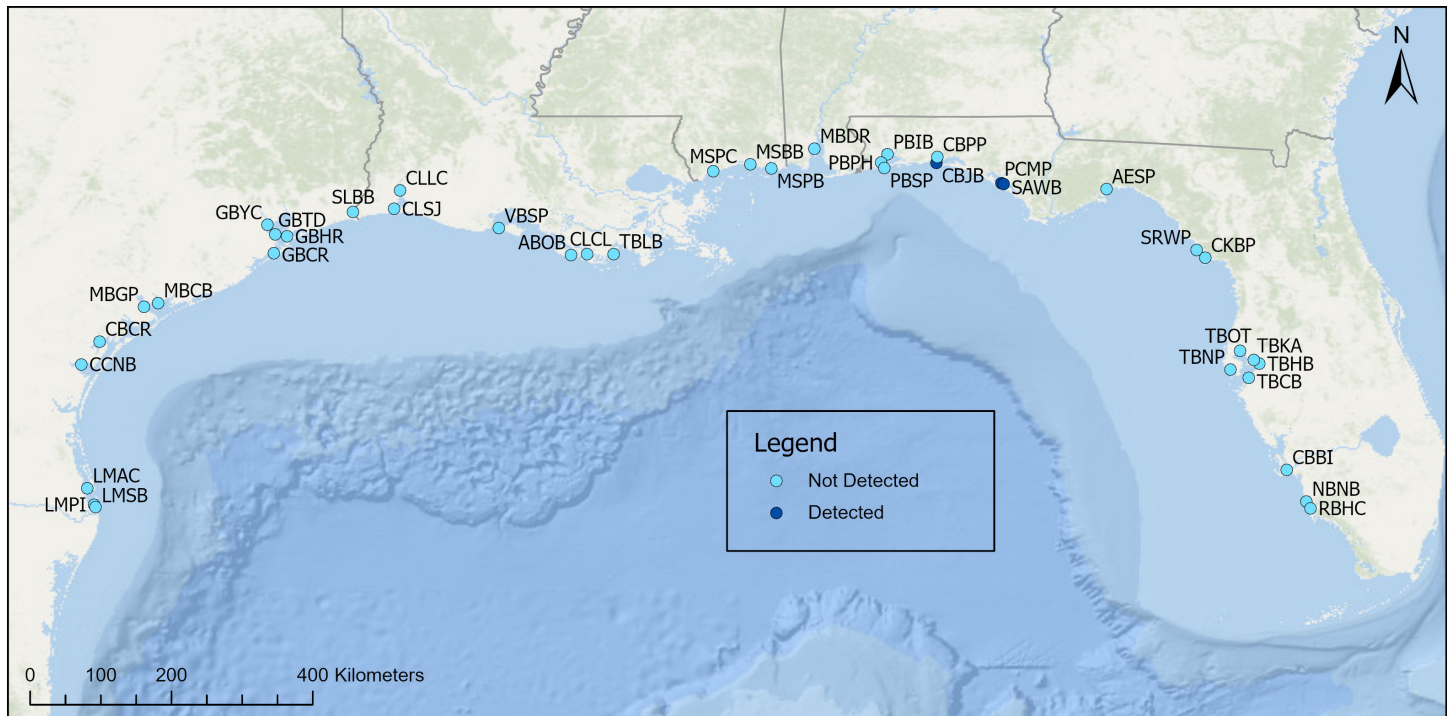 N
MBDR
MSPC
MSBB
PBIB
CBPP
PBPH
MSPB
PBSP
CBJB
PCMP
SAWB
AESP
CLLC
SLBB
CLSJ
GBYC
GBTD
GBHR
GBCR
VBSP
ABOB
CLCL
TBLB
SRWP
CKBP
MBGP
MBCB
CBCR
CCNB
TBOT
TBKA
TBNP
TBHB
TBCB
Legend
Not Detected
Detected
CBBI
LMAC
LMSB
LMPI
NBNB
RBHC
0 100 200 400 Kilometers